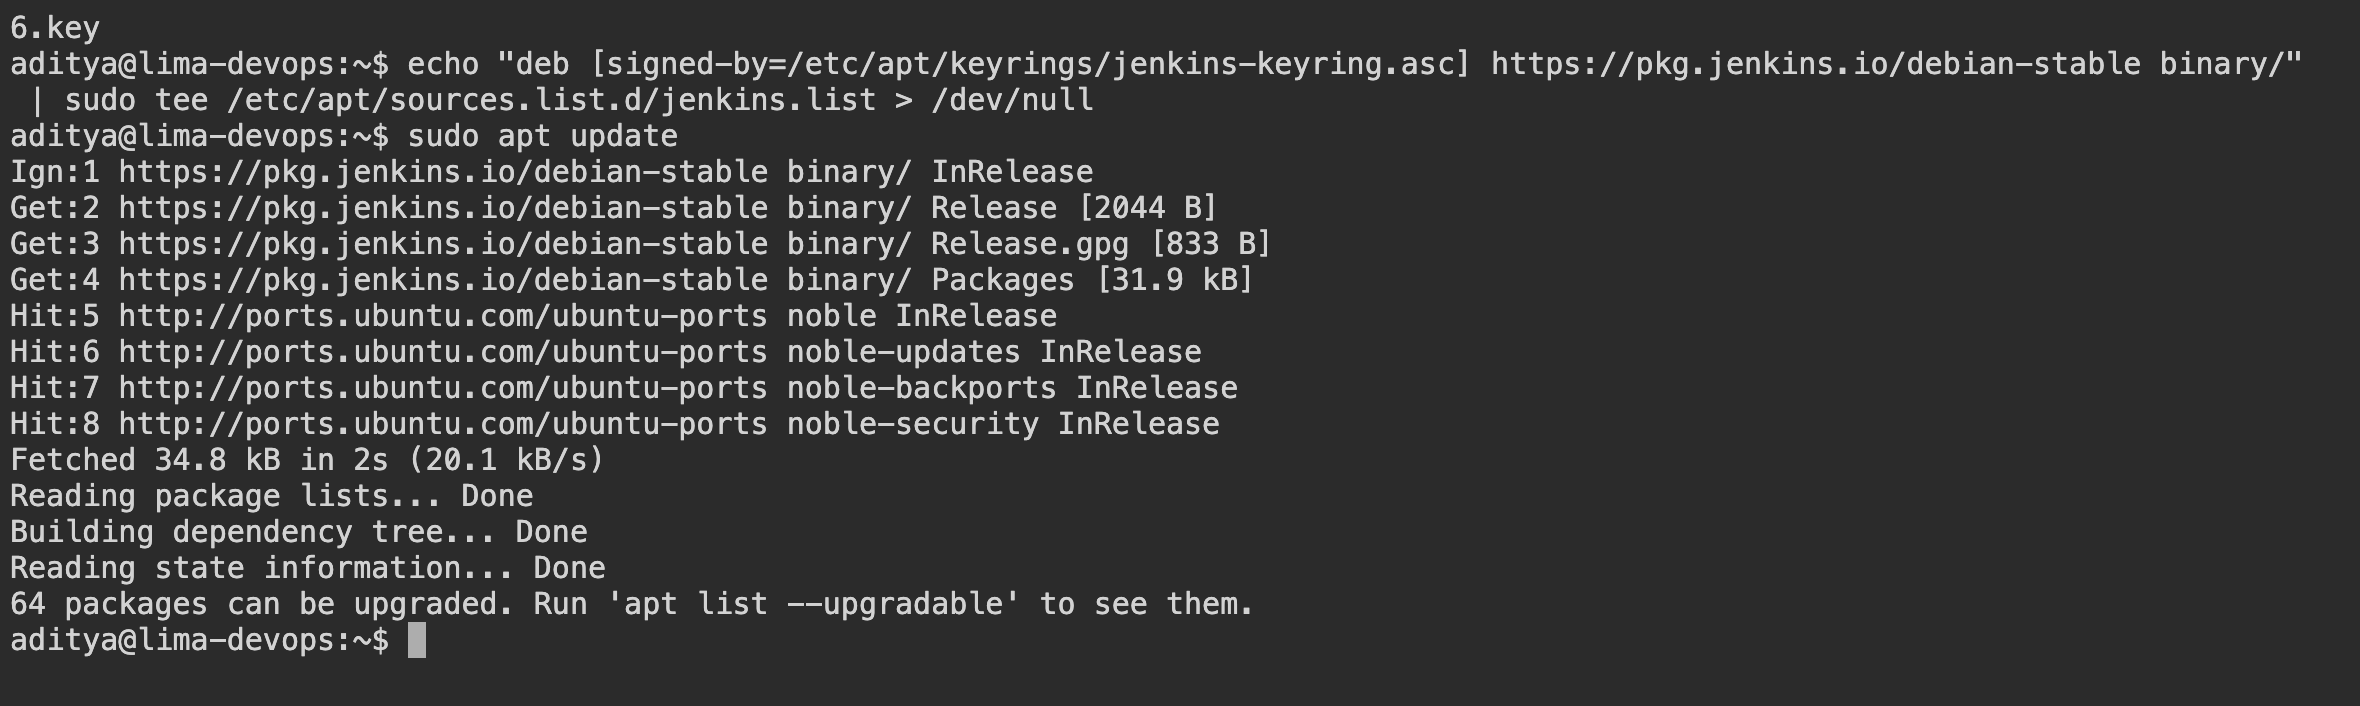 6.key
aditya@lima-devops:~$ echo "deb [signed-by=/etc/apt/keyrings/jenkins-keyring.asc] https://pkg.jenkins.io/debian-stable binary/"
 | sudo tee /etc/apt/sources.list.d/jenkins.list > /dev/null
aditya@lima-devops:~$ sudo apt update
Ign:1 https://pkg.jenkins.io/debian-stable binary/ InRelease
Get:2 https://pkg.jenkins.io/debian-stable binary/ Release [2044 B]
Get:3 https://pkg.jenkins.io/debian-stable binary/ Release.gpg [833 B]
Get:4 https://pkg.jenkins.io/debian-stable binary/ Packages [31.9 kB]
Hit:5 http://ports.ubuntu.com/ubuntu-ports noble InRelease
Hit:6 http://ports.ubuntu.com/ubuntu-ports noble-updates InRelease
Hit:7 http://ports.ubuntu.com/ubuntu-ports noble-backports InRelease
Hit:8 http://ports.ubuntu.com/ubuntu-ports noble-security InRelease
Fetched 34.8 kB in 2s (20.1 kB/s)
Reading package lists... Done
Building dependency tree... Done
Reading state information... Done
64 packages can be upgraded. Run 'apt list --upgradable' to see them.
aditya@lima-devops:~$